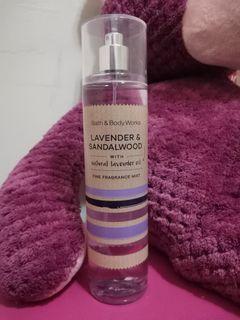 Bath & Body Works
LAVENDER &
SANDALWOOD
WITH
natural lavender oil
FINE FRAGRANCE MIST